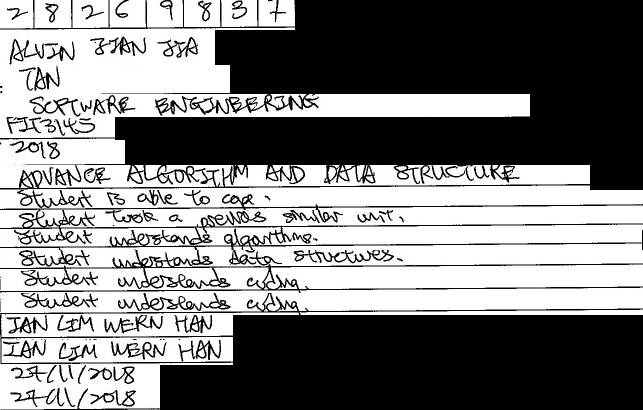 2 8 2 6 9 8 3 7
ALVIN JIAN JIA
TAN
SOFTWARE ENGINEERING
FIT3145
2018
ADVANCE ALGORITHM AND DATA STRUCTURE
Student is able to cope.
Student took a previous similar unit.
Student understands algorithms.
Student understands data structures.
Student understands coding.
Student understands coding.
IAN LIM WERN HAN
IAN LIM WERN HAN
27/11/2018
27/11/2018